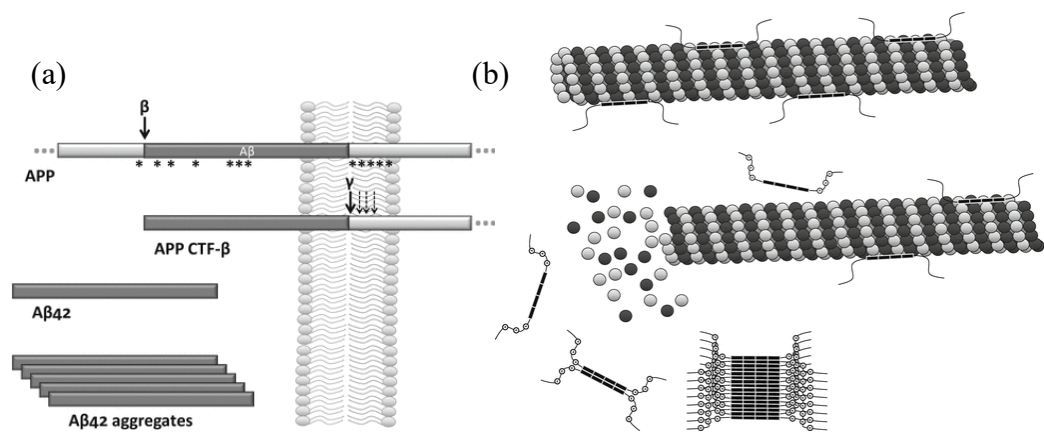 (a)
(b)
β
Aβ
* * * * * * * * * * * *
APP
γ
APP CTF-β
Aβ42
Aβ42 aggregates